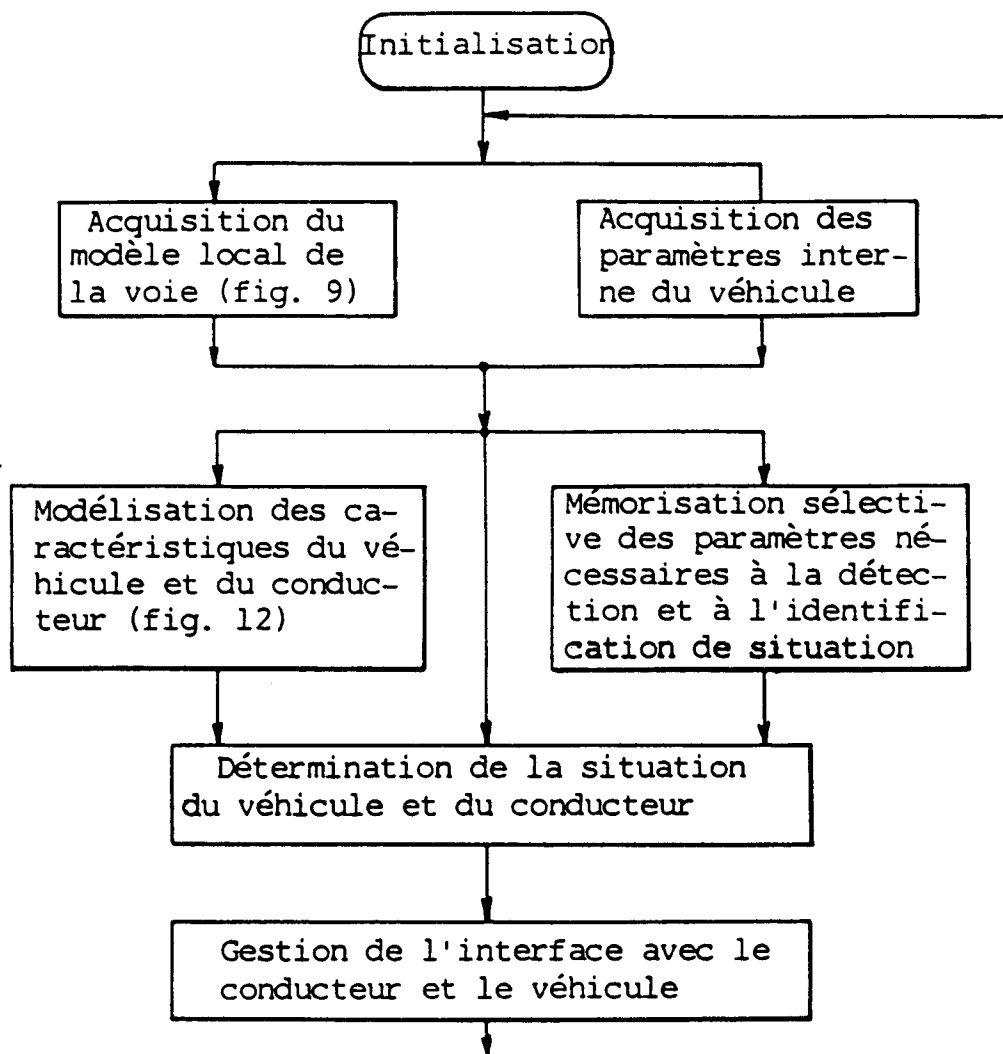 Initialisation
Acquisition du
modèle local de
la voie (fig. 9)
Acquisition des
paramètres inter-
ne du véhicule
Modélisation des ca-
ractéristiques du vé-
hicule et du conduc-
teur (fig. 12)
Mémorisation sélecti-
ve des paramètres né-
cessaires à la détec-
tion et à l'identifi-
cation de situation
Détermination de la situation
du véhicule et du conducteur
Gestion de l'interface avec le
conducteur et le véhicule